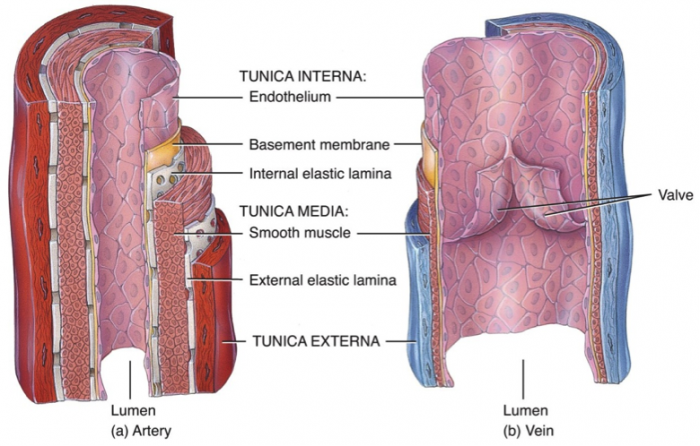 TUNICA INTERNA:
Endothelium
Basement membrane
Internal elastic lamina
TUNICA MEDIA:
Smooth muscle
External elastic lamina
TUNICA EXTERNA
Valve
Lumen
(a) Artery
Lumen
(b) Vein